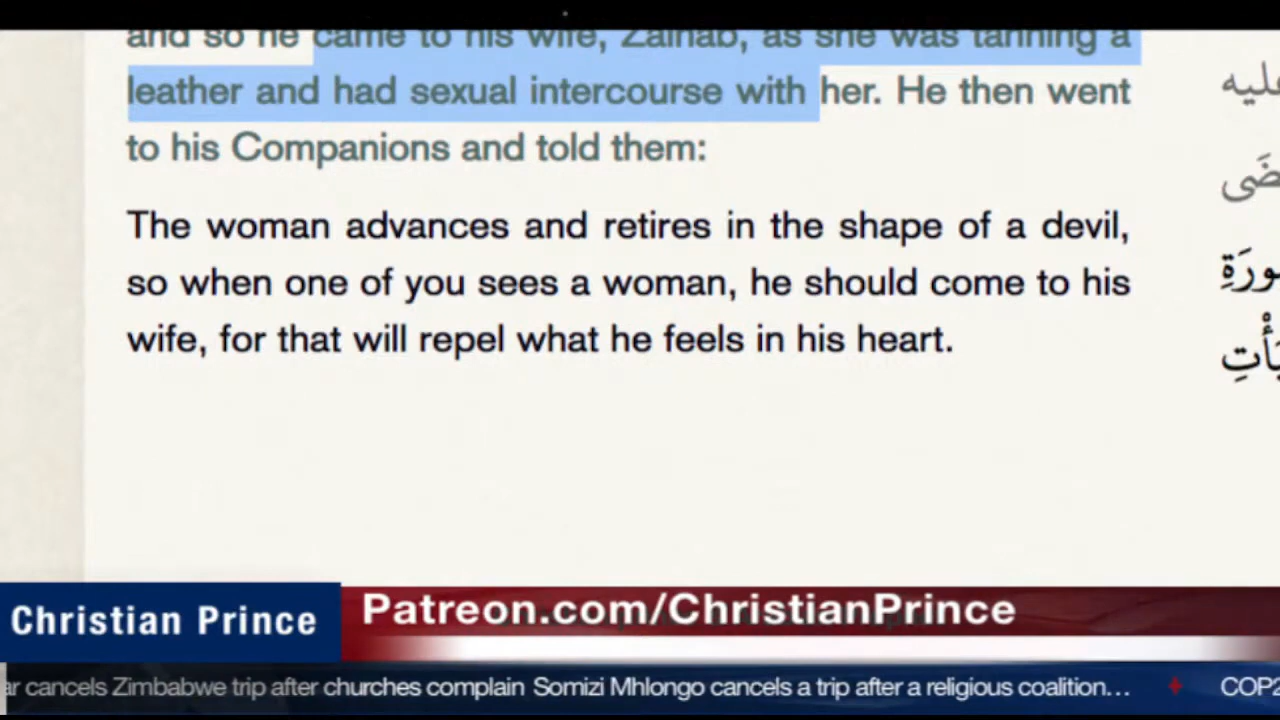 and so he came to his wife, Zainab, as she was tanning a
leather and had sexual intercourse with her. He then went
to his Companions and told them:
The woman advances and retires in the shape of a devil,
so when one of you sees a woman, he should come to his
wife, for that will repel what he feels in his heart.
ضَى
Christian Prince
Patreon.com/ChristianPrince
ar cancels Zimbabwe trip after churches complain Somizi Mhlongo cancels a trip after a religious coalition… COP2